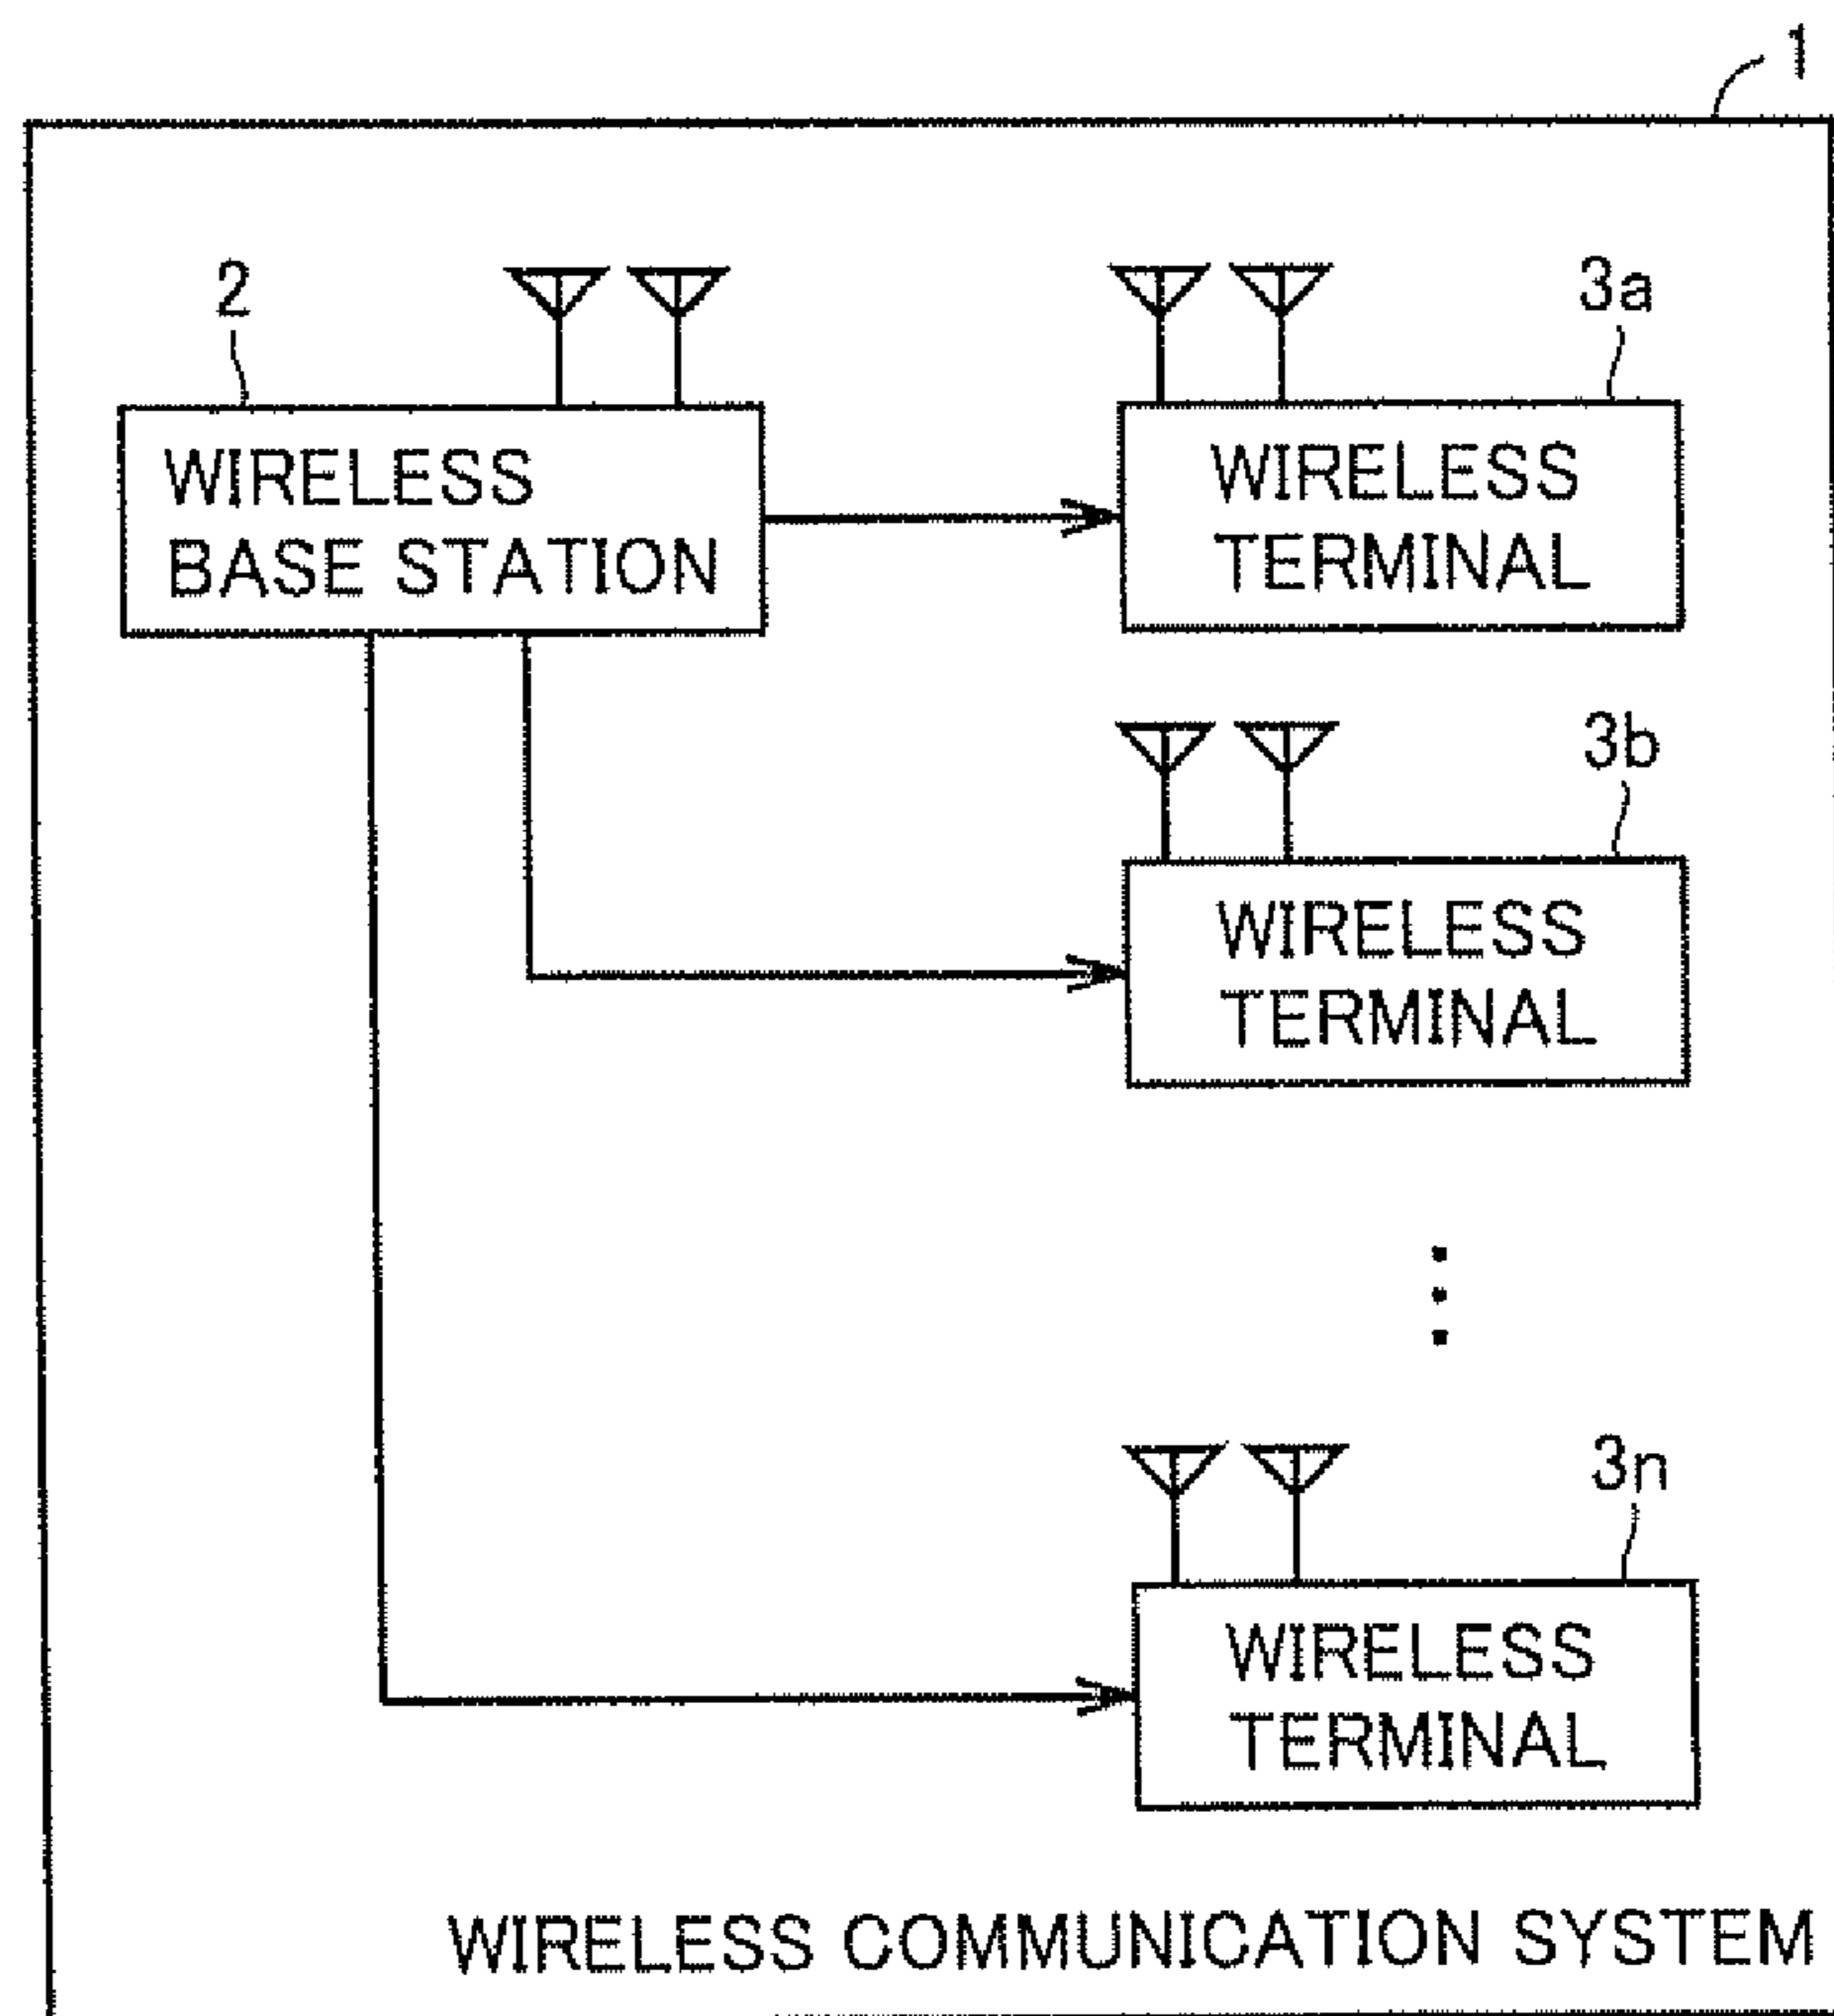 1
2
3a
WIRELESS
BASE STATION
WIRELESS
TERMINAL
3b
WIRELESS
TERMINAL
3n
WIRELESS
TERMINAL
WIRELESS COMMUNICATION SYSTEM